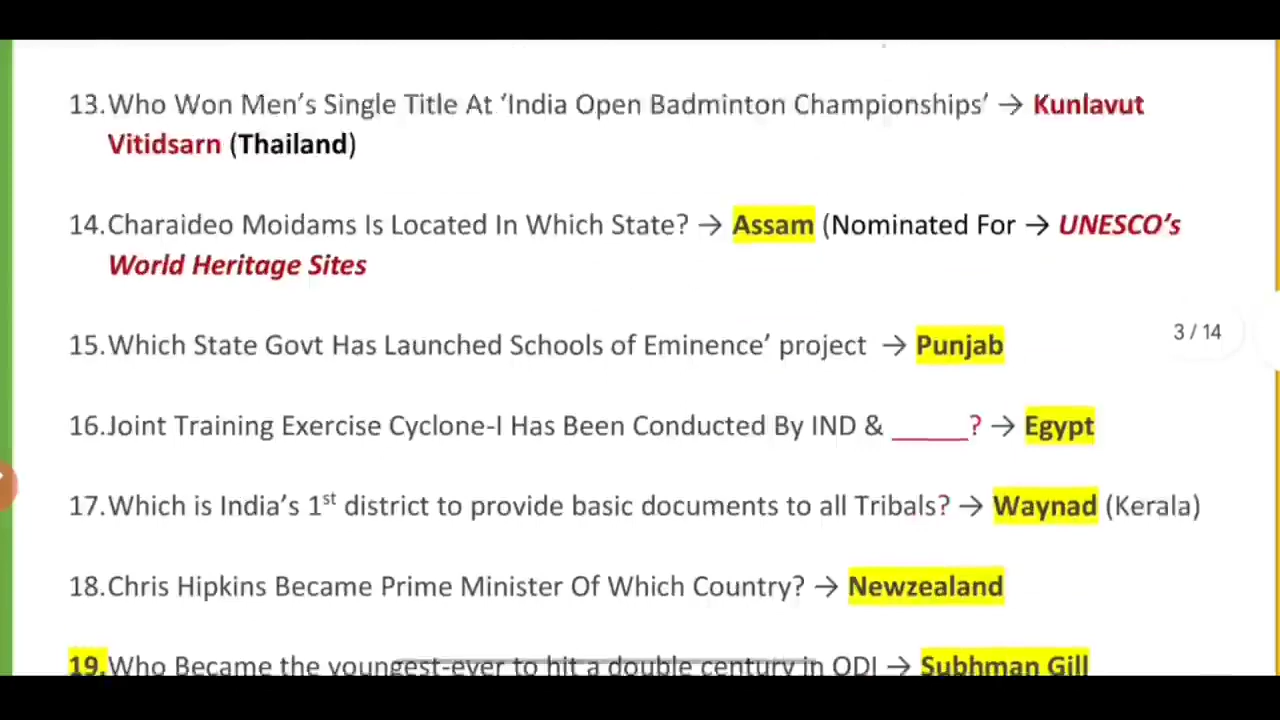 13.Who Won Men’s Single Title At ‘India Open Badminton Championships’ → Kunlavut
Vitidsarn (Thailand)
14.Charaideo Moidams Is Located In Which State? → Assam (Nominated For → UNESCO’s
World Heritage Sites
15.Which State Govt Has Launched Schools of Eminence’ project → Punjab
3 / 14
16.Joint Training Exercise Cyclone-I Has Been Conducted By IND & ______? → Egypt
17.Which is India’s 1st district to provide basic documents to all Tribals? → Waynad (Kerala)
18.Chris Hipkins Became Prime Minister Of Which Country? → Newzealand
19.Who Became the youngest-ever to hit a double century in ODI → Subhman Gill